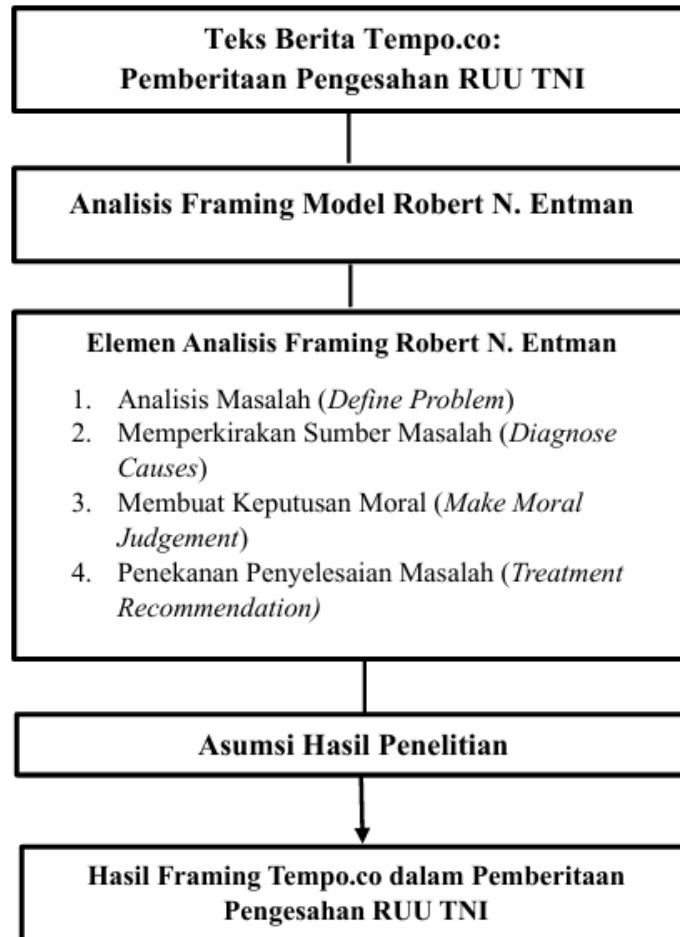 Teks Berita Tempo.co:
Pemberitaan Pengesahan RUU TNI
Analisis Framing Model Robert N. Entman
Elemen Analisis Framing Robert N. Entman
1. Analisis Masalah (Define Problem)
2. Memperkirakan Sumber Masalah (Diagnose
Causes)
3. Membuat Keputusan Moral (Make Moral
Judgement)
4. Penekanan Penyelesaian Masalah (Treatment
Recommendation)
Asumsi Hasil Penelitian
Hasil Framing Tempo.co dalam Pemberitaan
Pengesahan RUU TNI